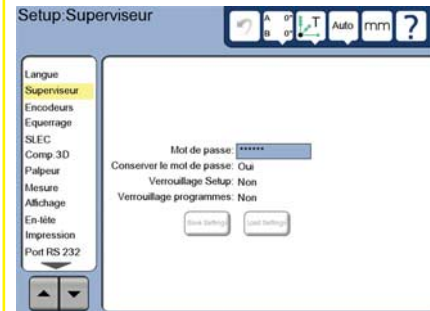 Setup:Superviseur
A 0°
B 0°
T
Auto
mm
?
Langue
Superviseur
Encodeurs
Equerrage
SLEC
Comp.3D
Palpeur
Mesure
Affichage
En-tête
Impression
Port RS 232
Mot de passe: ******
Conserver le mot de passe: Oui
Verrouillage Setup: Non
Verrouillage programmes: Non
Save Settings
Load Settings